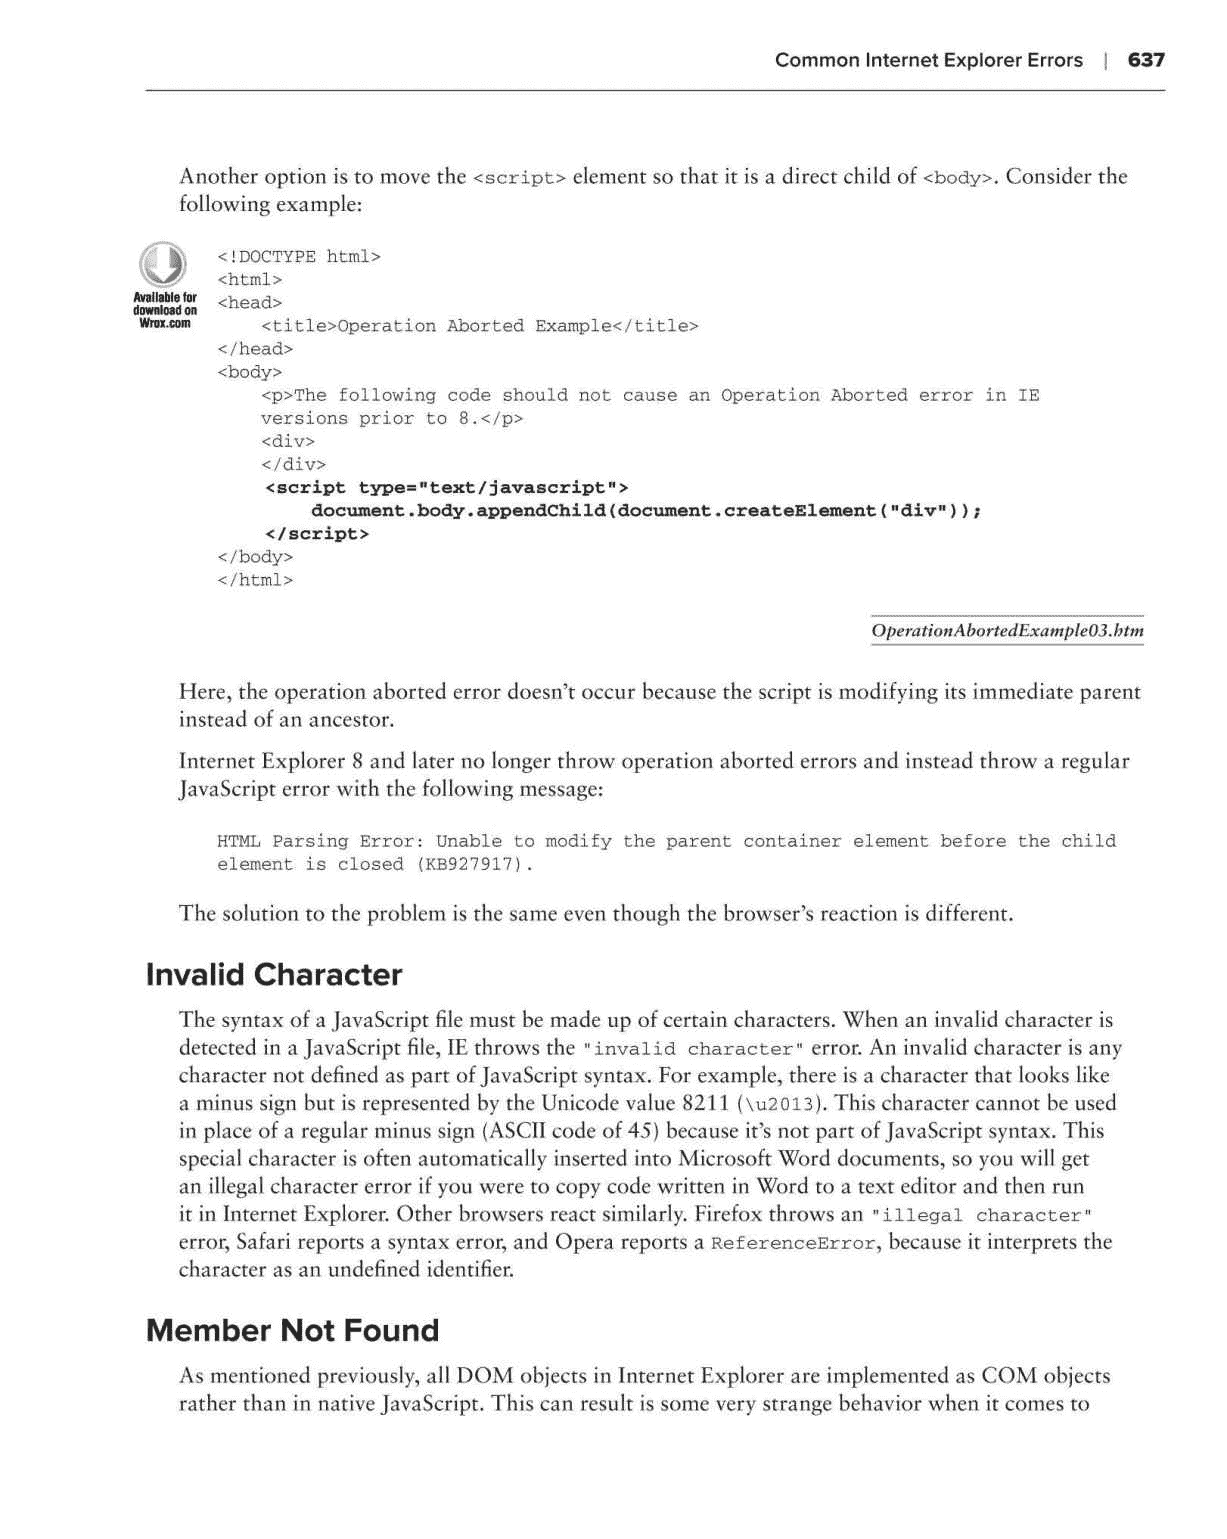 Common Internet Explorer Errors | 637
Another option is to move the <script> element so that it is a direct child of <body>. Consider the
following example:
Available for
download on
Wrox.com
<!DOCTYPE html>
<html>
<head>
    <title>Operation Aborted Example</title>
</head>
<body>
    <p>The following code should not cause an Operation Aborted error in IE
    versions prior to 8.</p>
    <div>
    </div>
    <script type="text/javascript">
        document.body.appendChild(document.createElement("div"));
    </script>
</body>
</html>
OperationAbortedExample03.htm
Here, the operation aborted error doesn't occur because the script is modifying its immediate parent
instead of an ancestor.
Internet Explorer 8 and later no longer throw operation aborted errors and instead throw a regular
JavaScript error with the following message:
HTML Parsing Error: Unable to modify the parent container element before the child
element is closed (KB927917).
The solution to the problem is the same even though the browser's reaction is different.
Invalid Character
The syntax of a JavaScript file must be made up of certain characters. When an invalid character is
detected in a JavaScript file, IE throws the "invalid character" error. An invalid character is any
character not defined as part of JavaScript syntax. For example, there is a character that looks like
a minus sign but is represented by the Unicode value 8211 (\u2013). This character cannot be used
in place of a regular minus sign (ASCII code of 45) because it's not part of JavaScript syntax. This
special character is often automatically inserted into Microsoft Word documents, so you will get
an illegal character error if you were to copy code written in Word to a text editor and then run
it in Internet Explorer. Other browsers react similarly. Firefox throws an "illegal character"
error, Safari reports a syntax error, and Opera reports a ReferenceError, because it interprets the
character as an undefined identifier.
Member Not Found
As mentioned previously, all DOM objects in Internet Explorer are implemented as COM objects
rather than in native JavaScript. This can result is some very strange behavior when it comes to